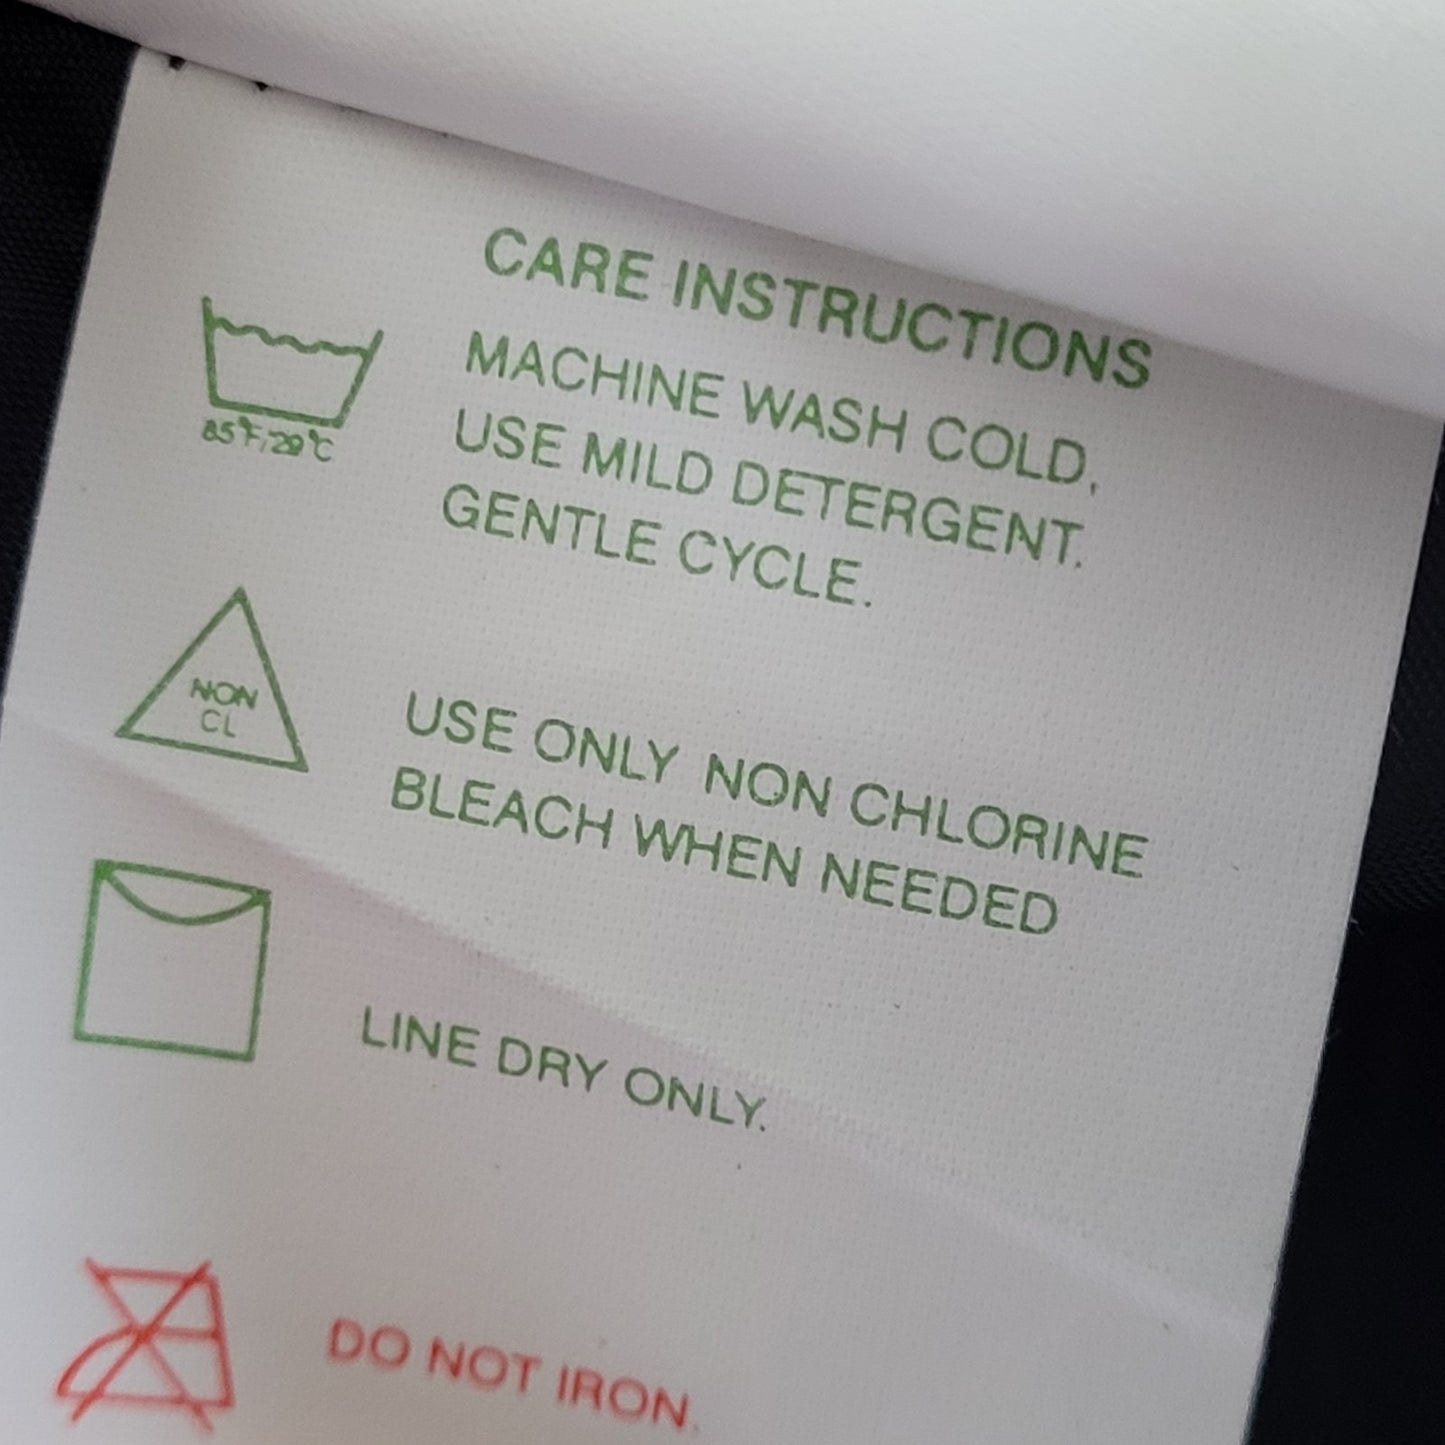 CARE INSTRUCTIONS
MACHINE WASH COLD,
USE MILD DETERGENT.
GENTLE CYCLE.
85°F/29°C
NON
CL
USE ONLY NON CHLORINE
BLEACH WHEN NEEDED
LINE DRY ONLY.
DO NOT IRON.